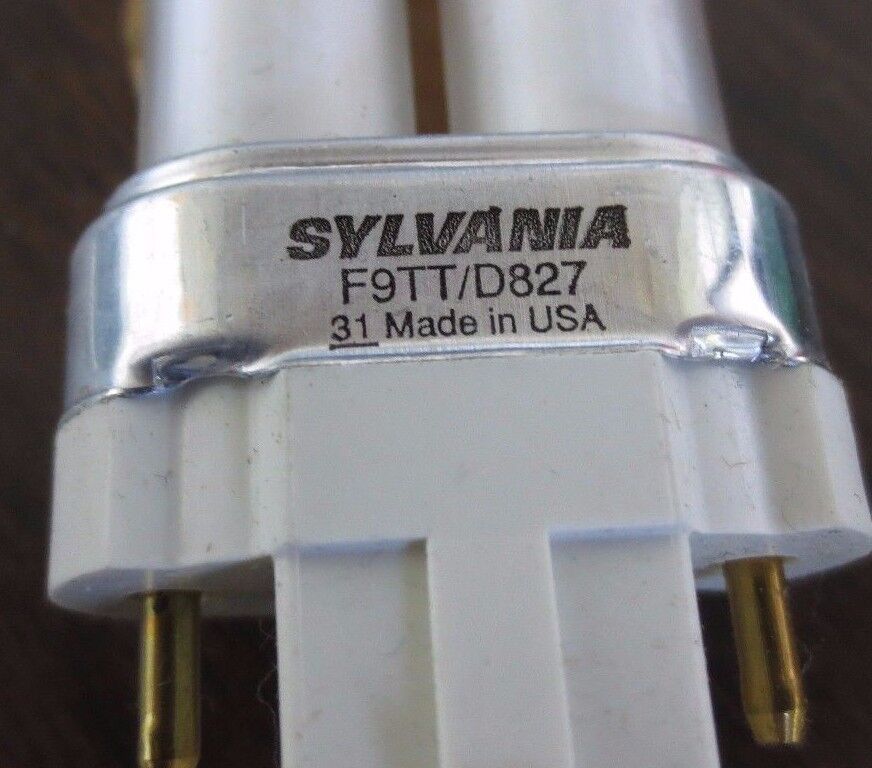 SYLVANIA
F9TT/D827
31 Made in USA